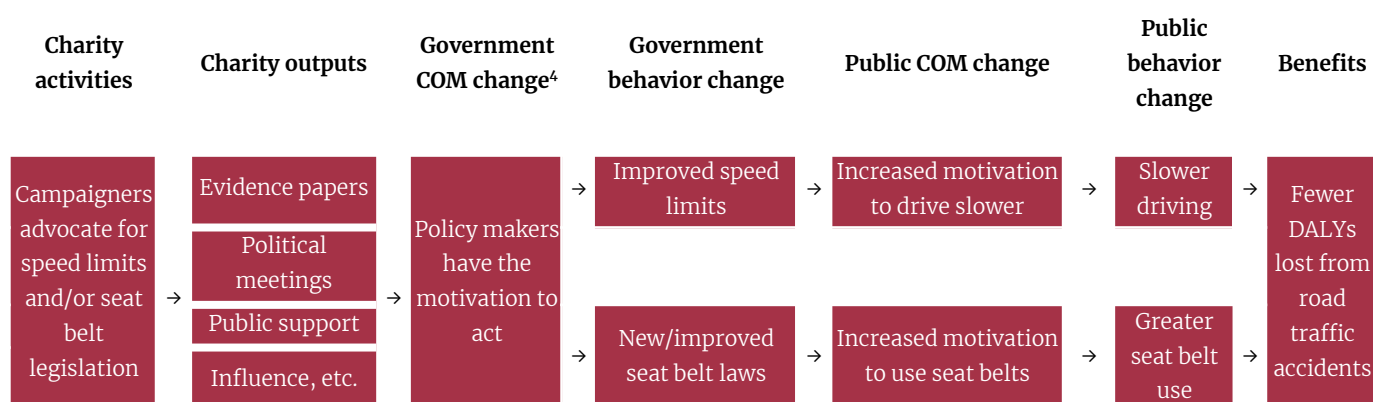 Charity
activities
Charity outputs
Government
COM change⁴
Government
behavior change
Public COM change
Public
behavior
change
Benefits
Campaigners
advocate for
speed limits
and/or seat
belt
legislation
→
Evidence papers
Political
meetings
Public support
Influence, etc.
→
Policy makers
have the
motivation to
act
→
Improved speed
limits
→
Increased motivation
to drive slower
→
Slower
driving
→
→
New/improved
seat belt laws
→
Increased motivation
to use seat belts
→
Greater
seat belt
use
→
Fewer
DALYs
lost from
road
traffic
accidents